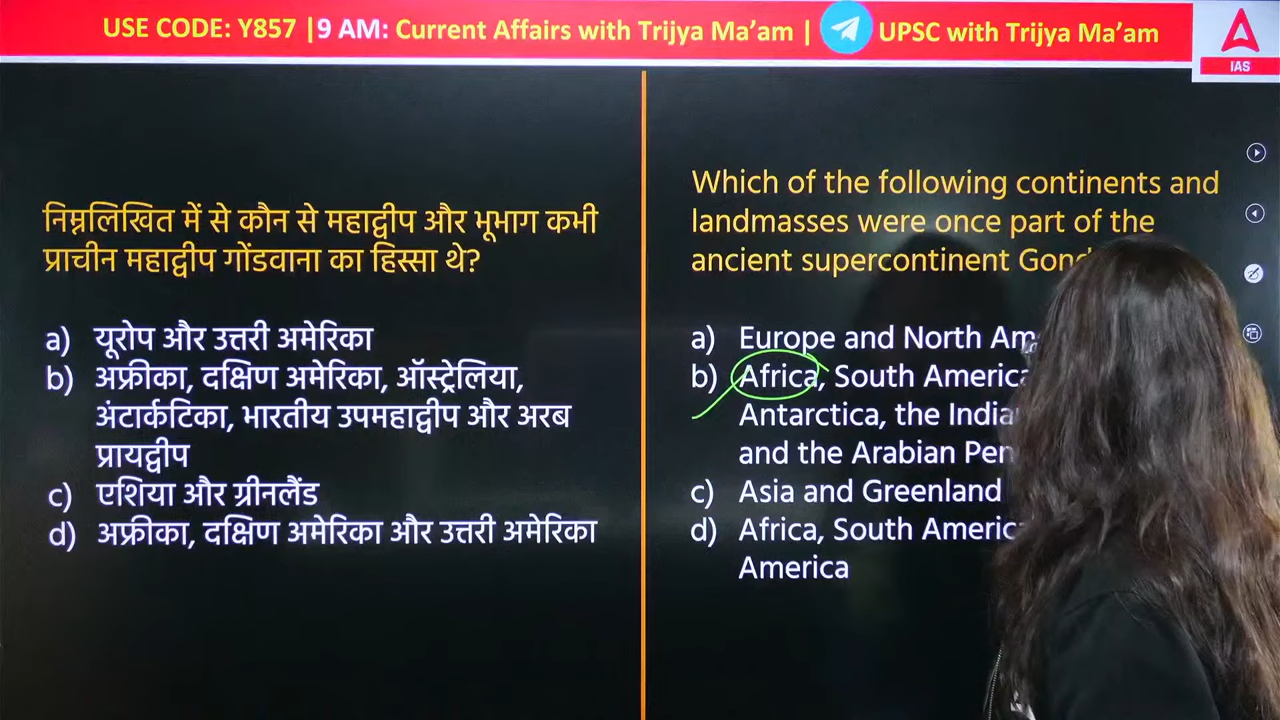 USE CODE: Y857 |9 AM: Current Affairs with Trijya Ma’am | UPSC with Trijya Ma’am
IAS
निम्नलिखित में से कौन से महाद्वीप और भूभाग कभी
प्राचीन महाद्वीप गोंडवाना का हिस्सा थे?
a) यूरोप और उत्तरी अमेरिका
b) अफ्रीका, दक्षिण अमेरिका, ऑस्ट्रेलिया,
अंटार्कटिका, भारतीय उपमहाद्वीप और अरब
प्रायद्वीप
c) एशिया और ग्रीनलैंड
d) अफ्रीका, दक्षिण अमेरिका और उत्तरी अमेरिका
Which of the following continents and
landmasses were once part of the
ancient supercontinent
a) Europe and North
b) Africa, South America
Antarctica, the
and the Arabian
c) Asia and Greenland
d) Africa, South
America